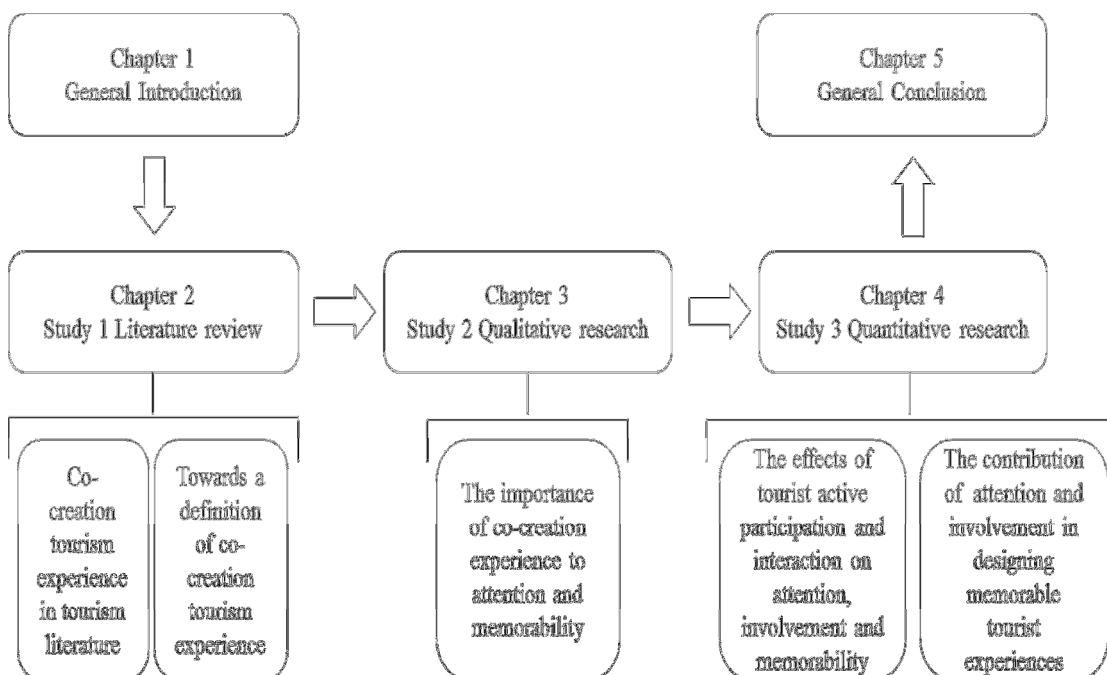 Chapter 1
General Introduction
Chapter 5
General Conclusion
Chapter 2
Study 1 Literature review
Chapter 3
Study 2 Qualitative research
Chapter 4
Study 3 Quantitative research
Co-
creation
tourism
experience
in tourism
literature
Towards a
definition
of co-
creation
tourism
experience
The importance
of co-creation
experience to
attention and
memorability
The effects of
tourist active
participation and
interaction on
attention,
involvement and
memorability
The contribution
of attention and
involvement in
designing
memorable
tourist
experiences